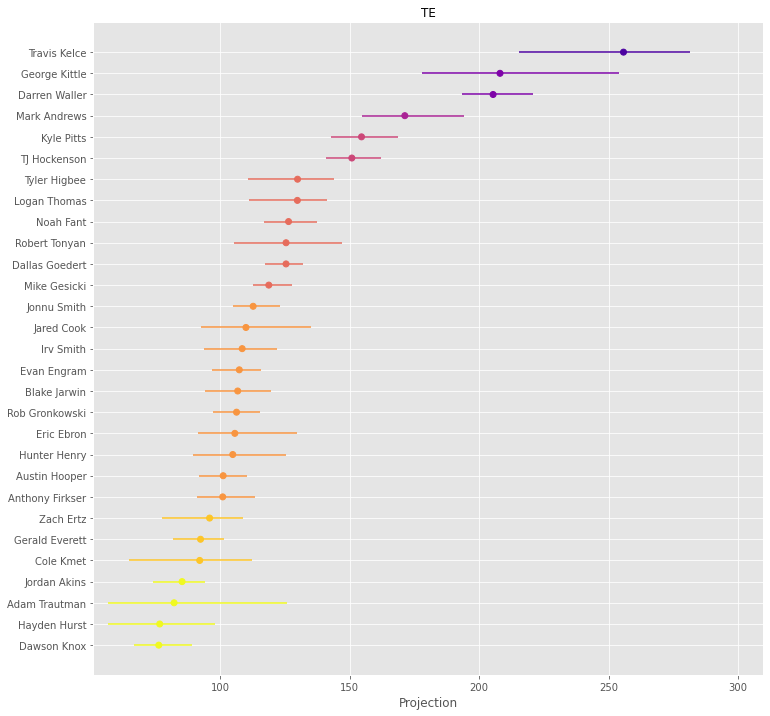 TE
Travis Kelce
George Kittle
Darren Waller
Mark Andrews
Kyle Pitts
TJ Hockenson
Tyler Higbee
Logan Thomas
Noah Fant
Robert Tonyan
Dallas Goedert
Mike Gesicki
Jonnu Smith
Jared Cook
Irv Smith
Evan Engram
Blake Jarwin
Rob Gronkowski
Eric Ebron
Hunter Henry
Austin Hooper
Anthony Firkser
Zach Ertz
Gerald Everett
Cole Kmet
Jordan Akins
Adam Trautman
Hayden Hurst
Dawson Knox
100 150 200 250 300
Projection